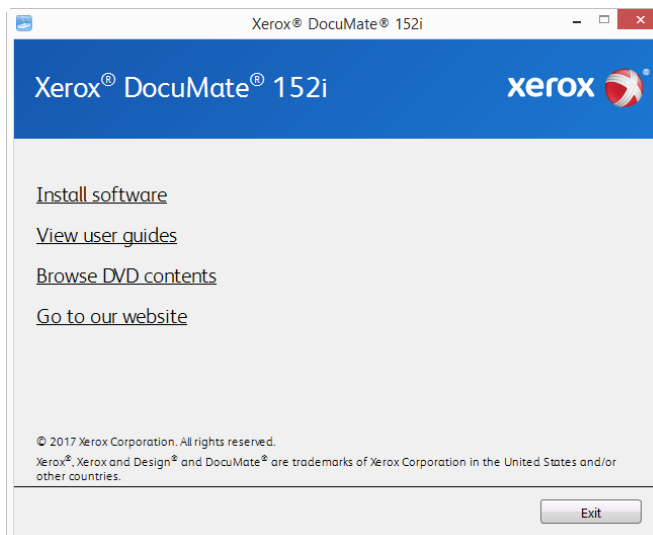 Xerox® DocuMate® 152i
Xerox® DocuMate® 152i
xerox ®
Install software
View user guides
Browse DVD contents
Go to our website
© 2017 Xerox Corporation. All rights reserved.
Xerox®, Xerox and Design® and DocuMate® are trademarks of Xerox Corporation in the United States and/or
other countries.
Exit